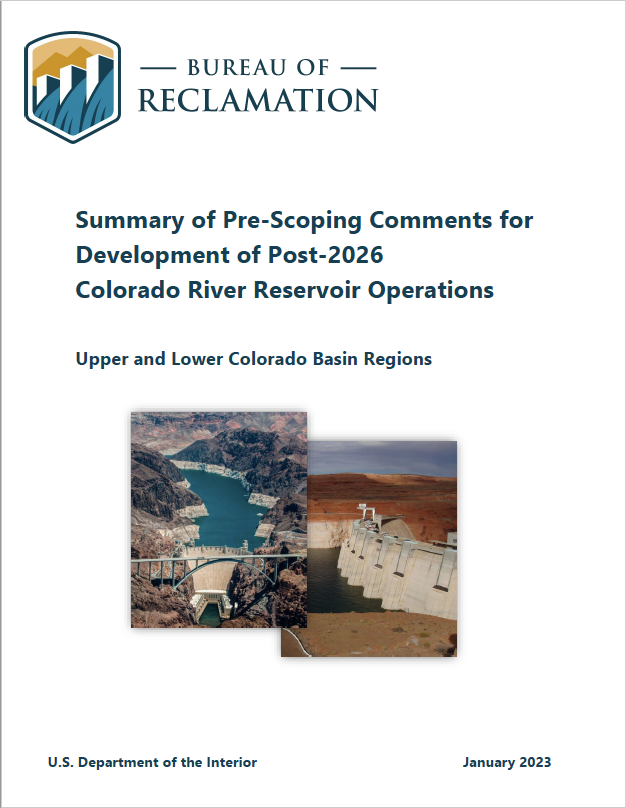 BUREAU OF
RECLAMATION
Summary of Pre-Scoping Comments for
Development of Post-2026
Colorado River Reservoir Operations
Upper and Lower Colorado Basin Regions
U.S. Department of the Interior
January 2023